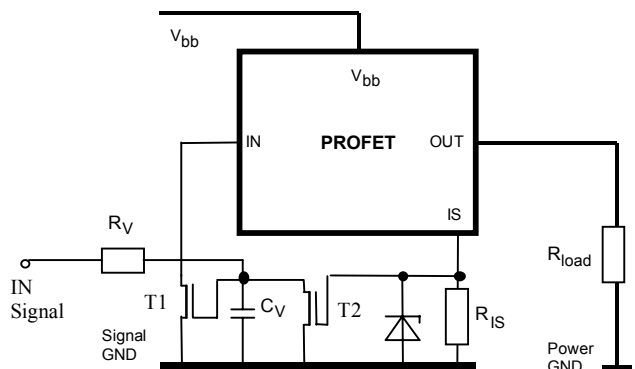 Vbb
Vbb
IN
PROFET
OUT
IS
RV
IN
Signal
T1
CV
T2
RIS
Rload
Signal
GND
Power
GND